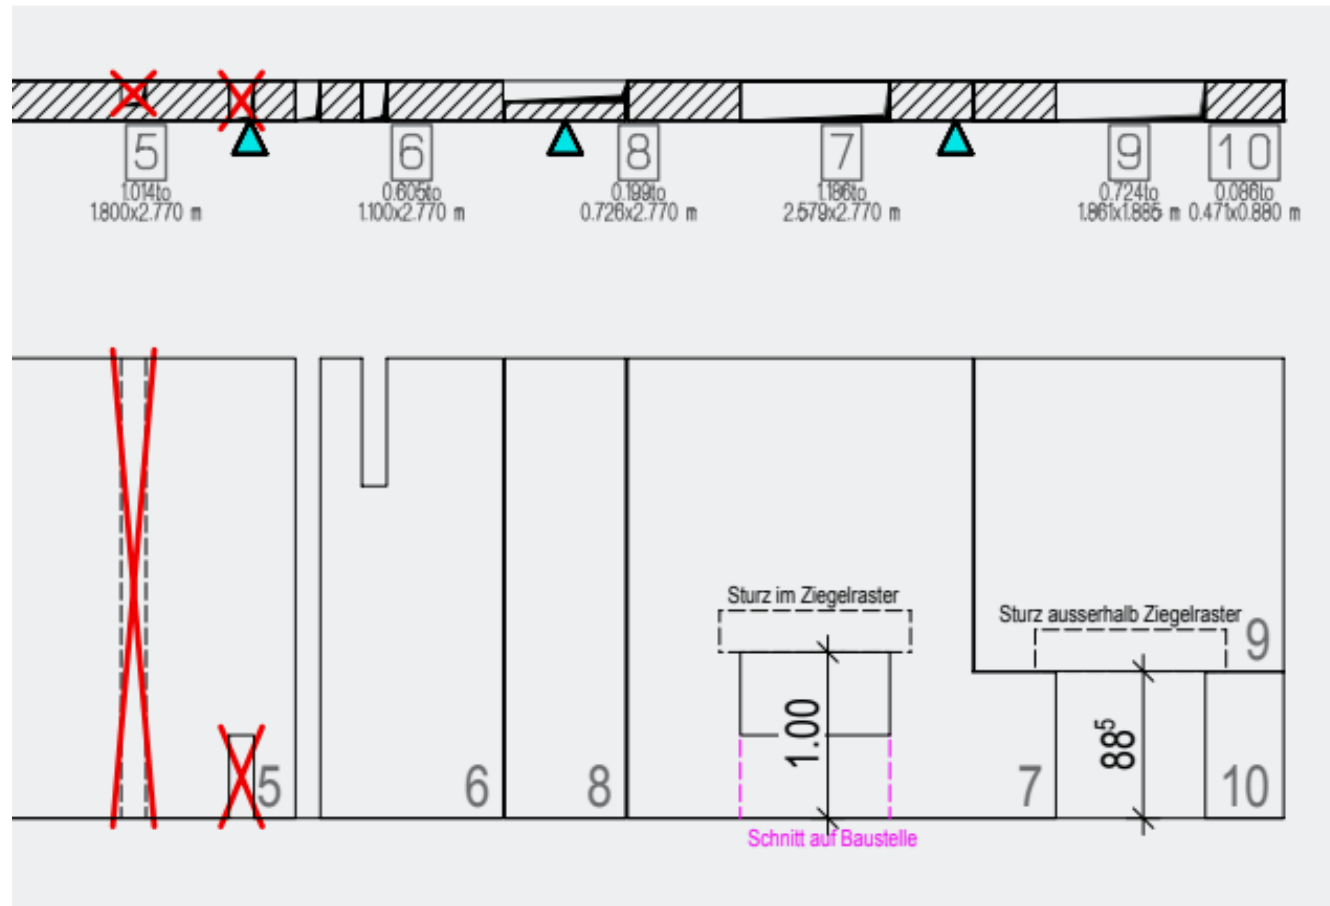 5 6 8 7 9 10
1.014to 0.605to 0.199to 1.186to 0.724to 0.086to
1.800x2.770 m 1.100x2.770 m 0.726x2.770 m 2.579x2.770 m 1.861x1.885 m 0.471x0.880 m
Sturz im Ziegelraster
Sturz ausserhalb Ziegelraster
9
1.00
88⁵
5 6 8 7 10
Schnitt auf Baustelle